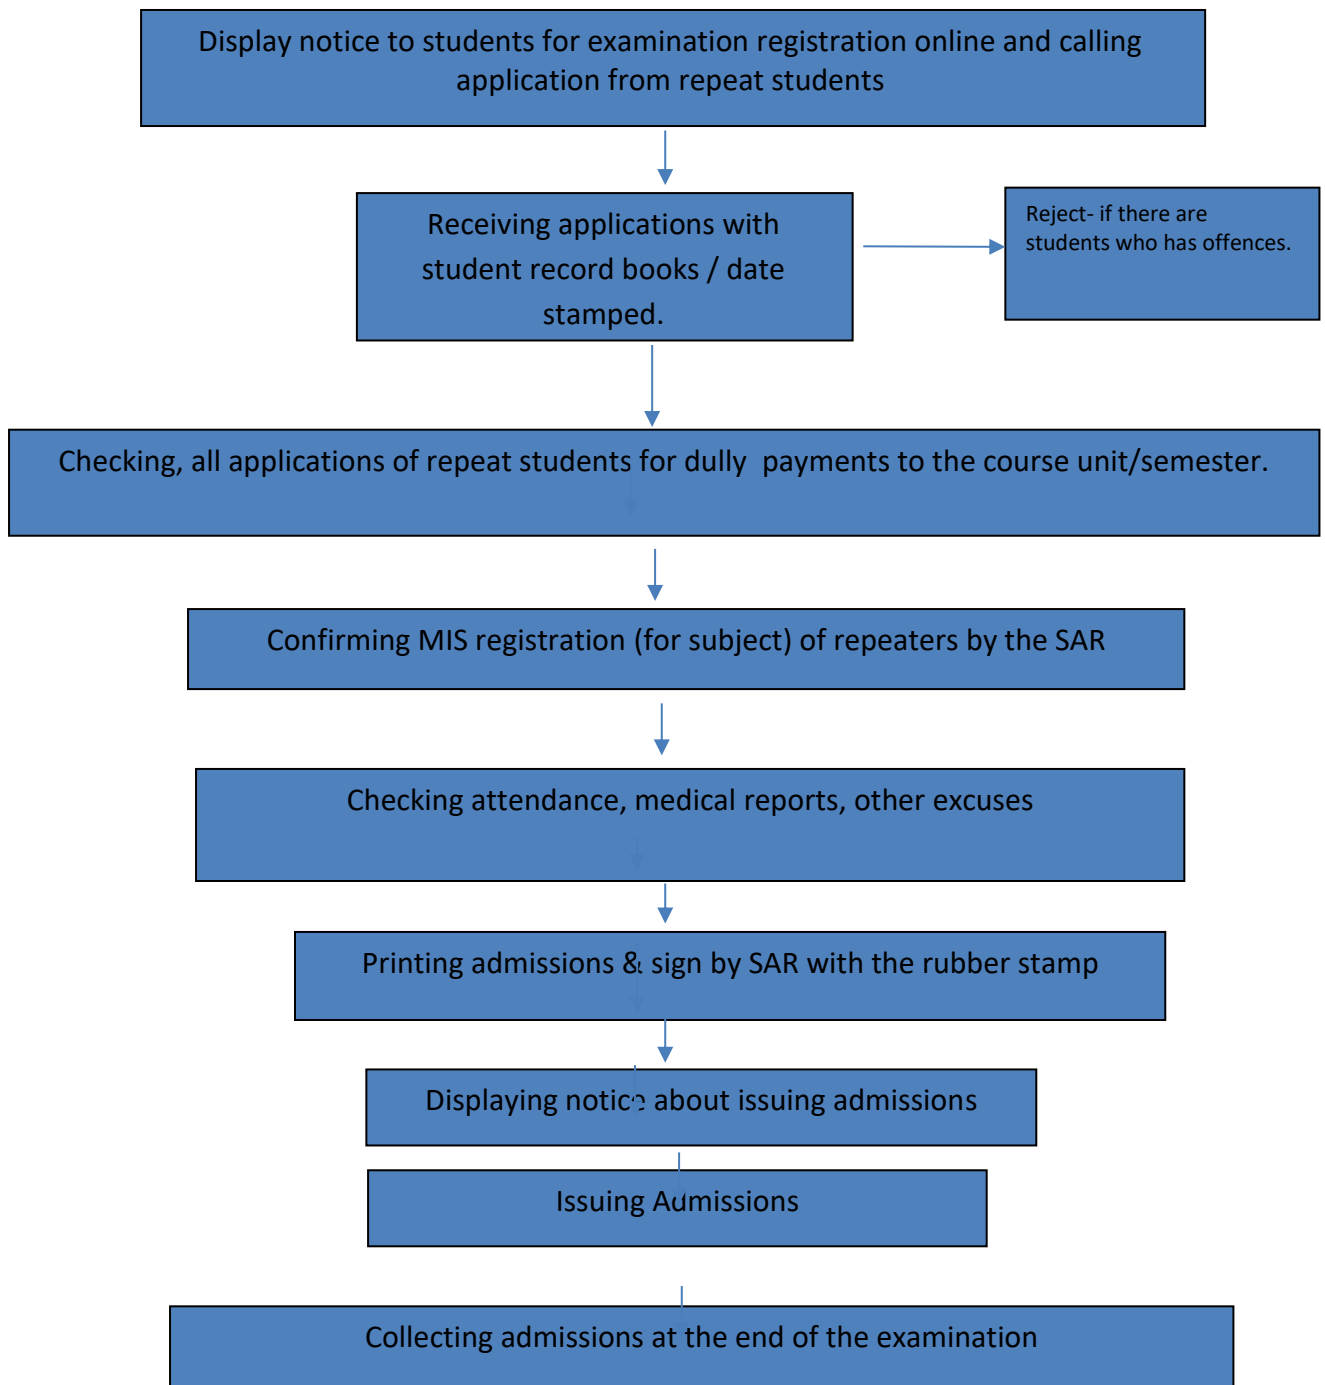 Display notice to students for examination registration online and calling
application from repeat students
Receiving applications with
student record books / date
stamped.
Reject- if there are
students who has offences.
Checking, all applications of repeat students for dully  payments to the course unit/semester.
Confirming MIS registration (for subject) of repeaters by the SAR
Checking attendance, medical reports, other excuses
Printing admissions & sign by SAR with the rubber stamp
Displaying notice about issuing admissions
Issuing Admissions
Collecting admissions at the end of the examination